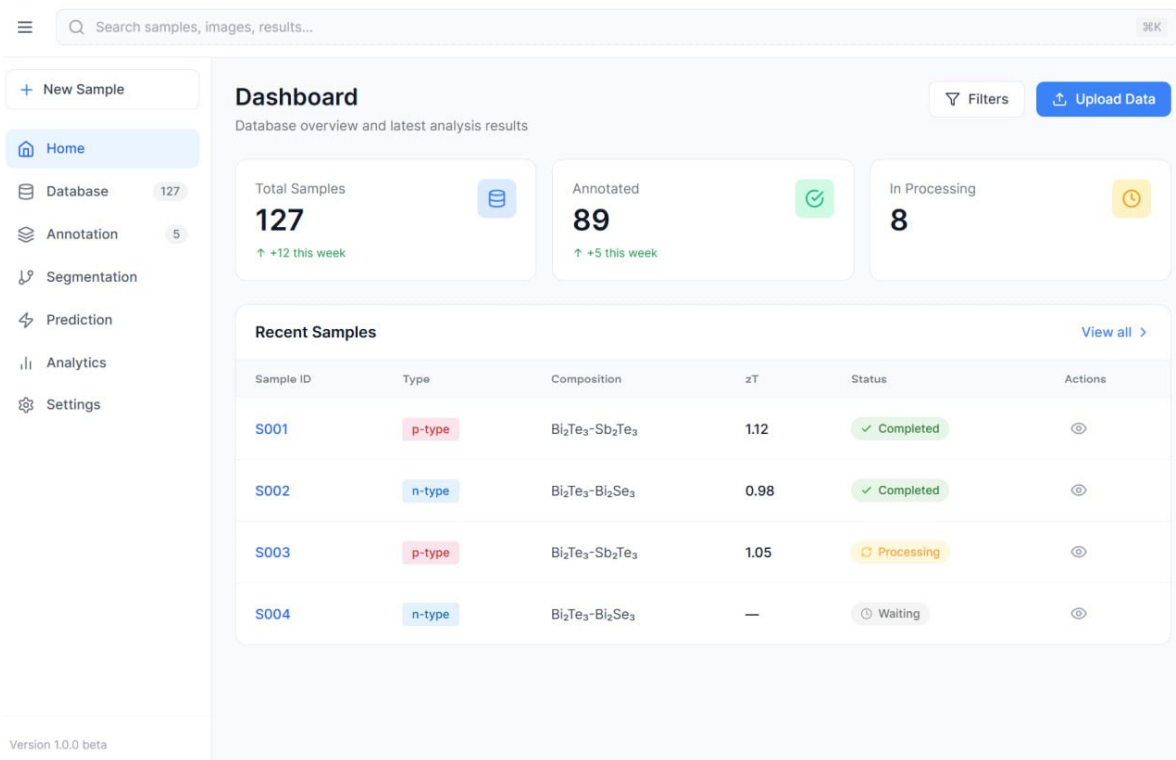 Search samples, images, results...
⌘K
+ New Sample
Home
Database 127
Annotation 5
Segmentation
Prediction
Analytics
Settings
Version 1.0.0 beta
Dashboard
Database overview and latest analysis results
Filters
Upload Data
Total Samples
127
↑ +12 this week
Annotated
89
↑ +5 this week
In Processing
8
Recent Samples
View all >
Sample ID Type Composition zT Status Actions
S001 p-type Bi₂Te₃-Sb₂Te₃ 1.12 ✓ Completed
S002 n-type Bi₂Te₃-Bi₂Se₃ 0.98 ✓ Completed
S003 p-type Bi₂Te₃-Sb₂Te₃ 1.05 Processing
S004 n-type Bi₂Te₃-Bi₂Se₃ — Waiting